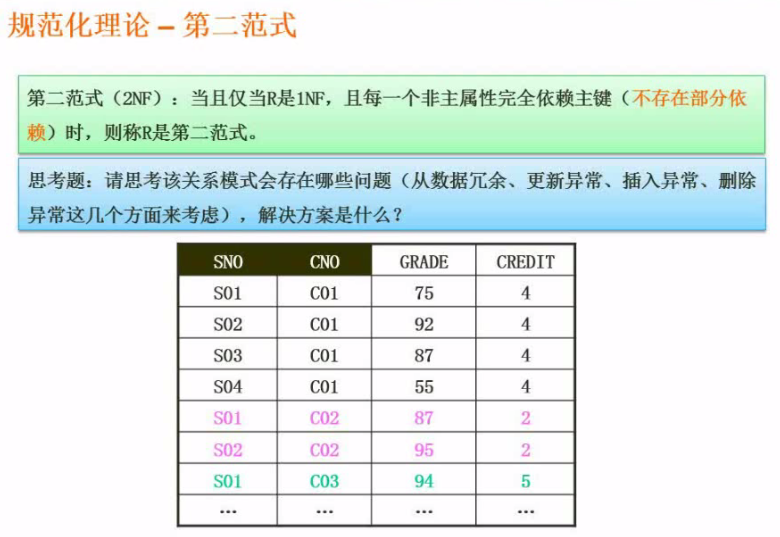 规范化理论 – 第二范式
第二范式（2NF）：当且仅当R是1NF，且每一个非主属性完全依赖主键（不存在部分依
赖）时，则称R是第二范式。
思考题：请思考该关系模式会存在哪些问题（从数据冗余、更新异常、插入异常、删除
异常这几个方面来考虑），解决方案是什么？
SNO CNO GRADE CREDIT
S01 C01 75 4
S02 C01 92 4
S03 C01 87 4
S04 C01 55 4
S01 C02 87 2
S02 C02 95 2
S01 C03 94 5
… … … …